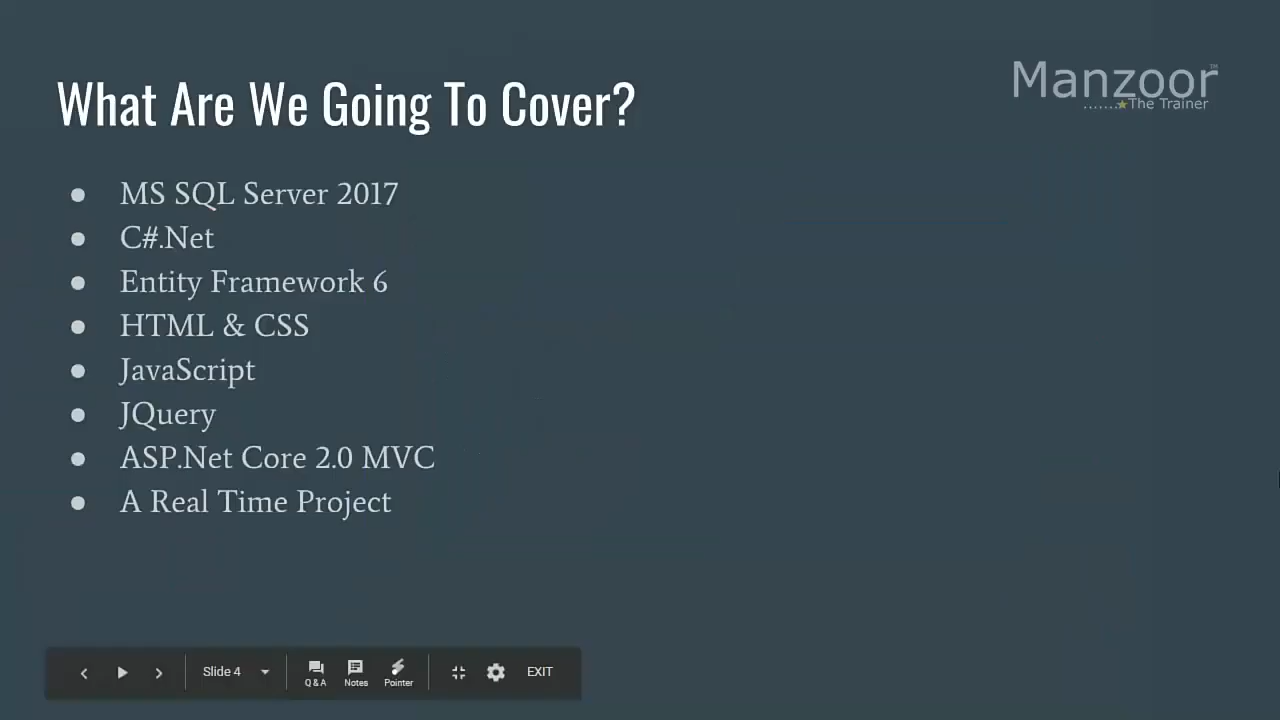 What Are We Going To Cover?
Manzoor
.......★The Trainer
● MS SQL Server 2017
● C#.Net
● Entity Framework 6
● HTML & CSS
● JavaScript
● JQuery
● ASP.Net Core 2.0 MVC
● A Real Time Project
Slide 4
Q & A
Notes
Pointer
EXIT